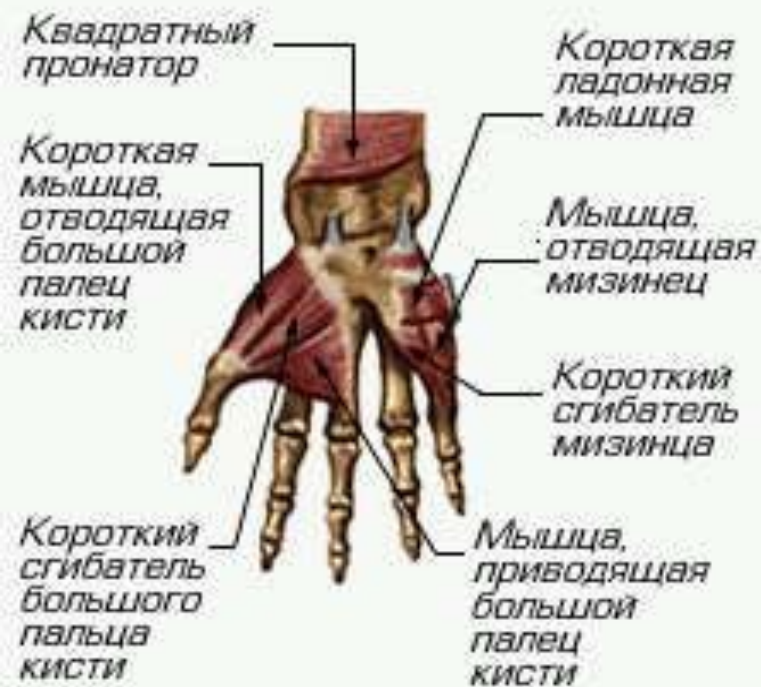 Квадратный
пронатор
Короткая
мышца,
отводящая
большой
палец
кисти
Короткий
сгибатель
большого
пальца
кисти
Короткая
ладонная
мышца
Мышца,
отводящая
мизинец
Короткий
сгибатель
мизинца
Мышца,
приводящая
большой
палец
кисти